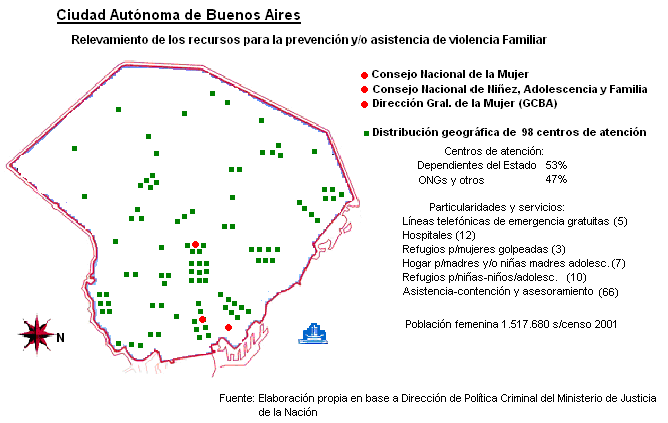 Ciudad Autónoma de Buenos Aires
Relevamiento de los recursos para la prevención y/o asistencia de violencia Familiar
Consejo Nacional de la Mujer
Consejo Nacional de Niñez, Adolescencia y Familia
Dirección Gral. de la Mujer (GCBA)
Distribución geográfica de 98 centros de atención
Centros de atención:
Dependientes del Estado 53%
ONGs y otros 47%
Particularidades y servicios:
Líneas telefónicas de emergencia gratuitas (5)
Hospitales (12)
Refugios p/mujeres golpeadas (3)
Hogar p/madres y/o niñas madres adolesc. (7)
Refugios p/niñas-niños/adolesc. (10)
Asistencia-contención y asesoramiento (66)
Población femenina 1.517.680 s/censo 2001
N
Fuente: Elaboración propia en base a Dirección de Política Criminal del Ministerio de Justicia
de la Nación